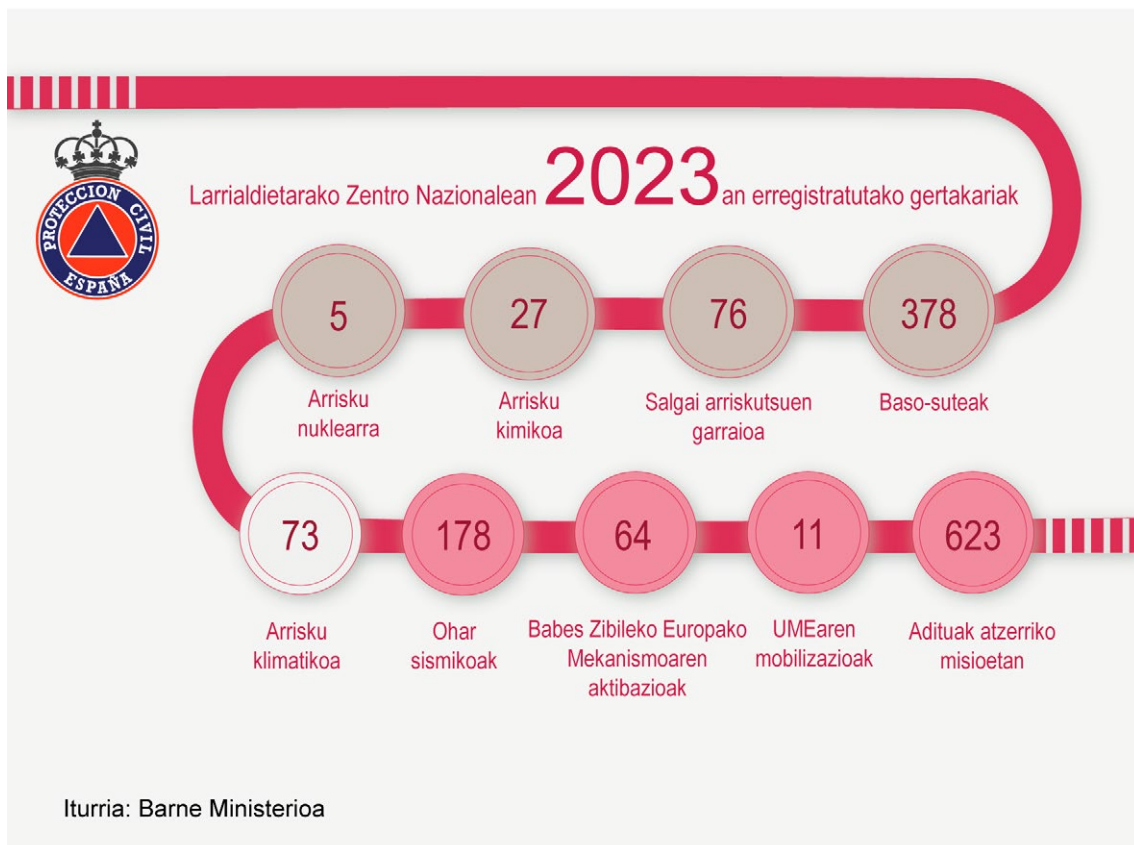 PROTECCION CIVIL
ESPAÑA
Larrialdietarako Zentro Nazionalean 2023an erregistratutako gertakariak
5
27
76
378
Arrisku
nuklearra
Arrisku
kimikoa
Salgai arriskutsuen
garraioa
Baso-suteak
73
178
64
11
623
Arrisku
klimatikoa
Ohar
sismikoak
Babes Zibileko Europako
Mekanismoaren
aktibazioak
UMEaren
mobilizazioak
Adituak atzerriko
misioetan
Iturria: Barne Ministerioa